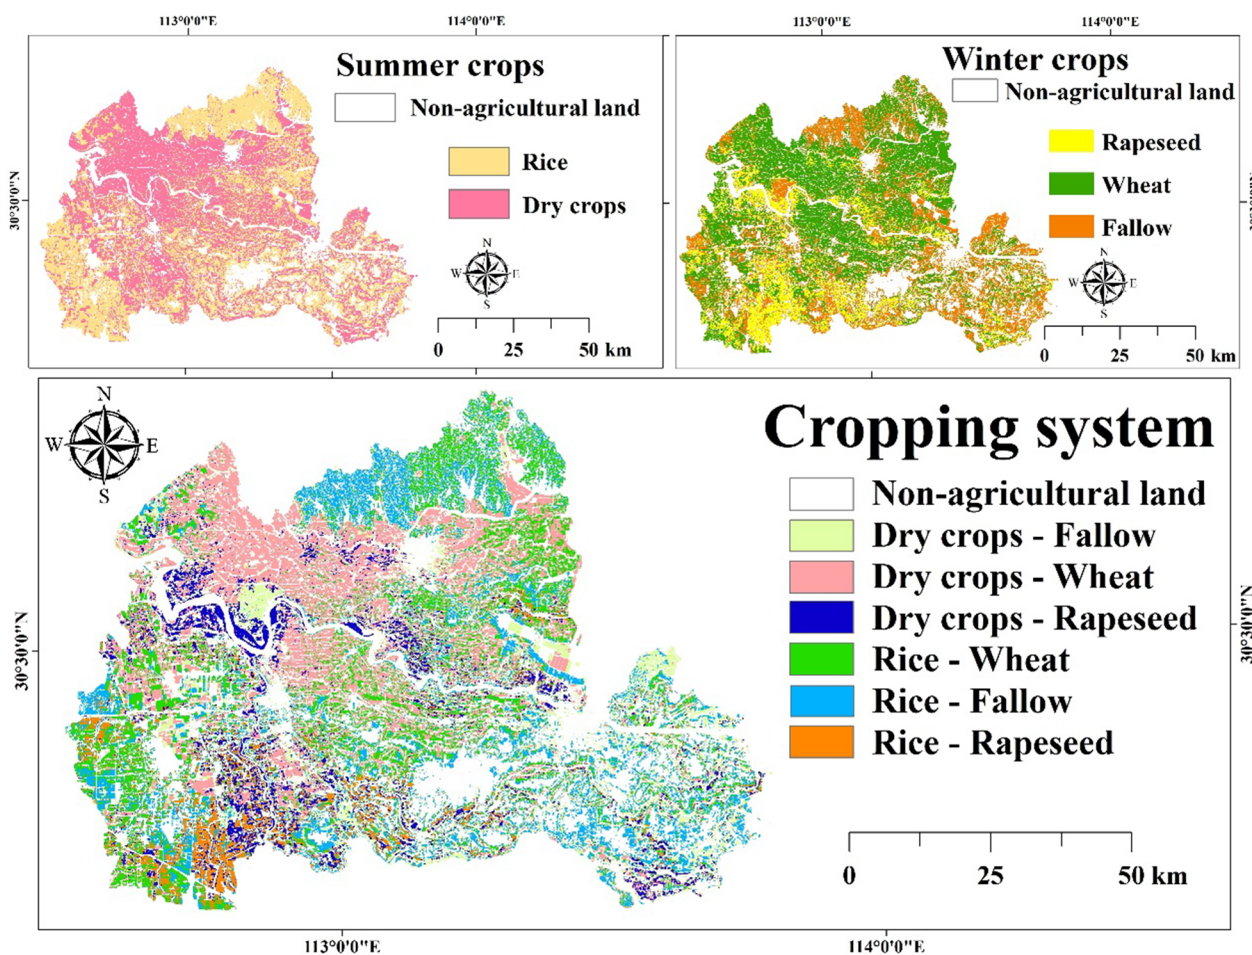 113°0'0"E
114°0'0"E
113°0'0"E
114°0'0"E
Summer crops
Non-agricultural land
Rice
Dry crops
N
W
E
S
0
25
50 km
30°30'0"N
Winter crops
Non-agricultural land
Rapeseed
Wheat
Fallow
N
W
E
S
0
25
50 km
N
W
E
S
Cropping system
Non-agricultural land
Dry crops - Fallow
Dry crops - Wheat
Dry crops - Rapeseed
Rice - Wheat
Rice - Fallow
Rice - Rapeseed
0
25
50 km
30°30'0"N
30°30'0"N
113°0'0"E
114°0'0"E